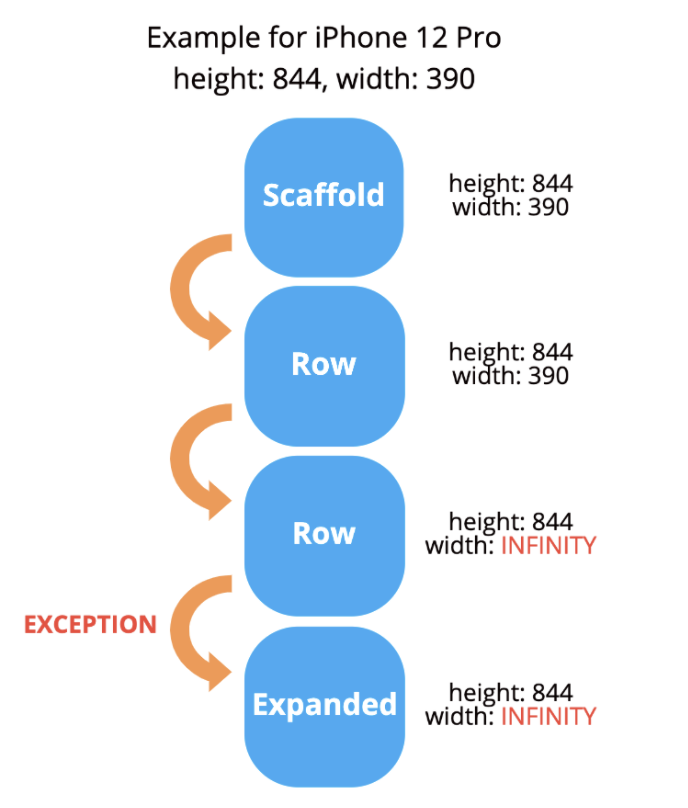 Example for iPhone 12 Pro
height: 844, width: 390
Scaffold
height: 844
width: 390
Row
height: 844
width: 390
Row
height: 844
width: INFINITY
EXCEPTION
Expanded
height: 844
width: INFINITY